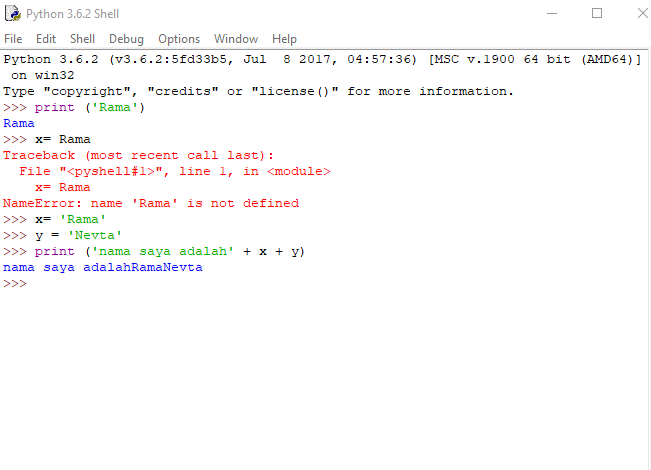 Python 3.6.2 Shell
File Edit Shell Debug Options Window Help
Python 3.6.2 (v3.6.2:5fd33b5, Jul  8 2017, 04:57:36) [MSC v.1900 64 bit (AMD64)]
 on win32
Type "copyright", "credits" or "license()" for more information.
>>> print ('Rama')
Rama
>>> x= Rama
Traceback (most recent call last):
  File "<pyshell#1>", line 1, in <module>
    x= Rama
NameError: name 'Rama' is not defined
>>> x= 'Rama'
>>> y = 'Nevta'
>>> print ('nama saya adalah' + x + y)
nama saya adalahRamaNevta
>>>